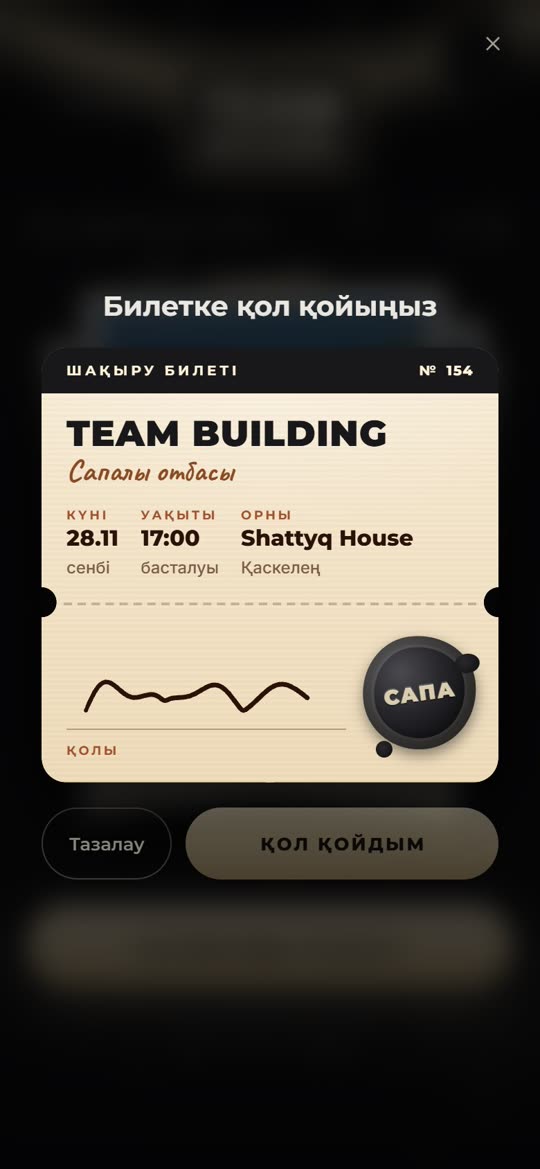 Билетке қол қойыңыз
ШАҚЫРУ БИЛЕТІ № 154
TEAM BUILDING
Сапалы отбасы
КҮНІ УАҚЫТЫ ОРНЫ
28.11 17:00 Shattyq House
сенбі басталуы Қаскелең
САПА
ҚОЛЫ
Тазалау ҚОЛ ҚОЙДЫМ